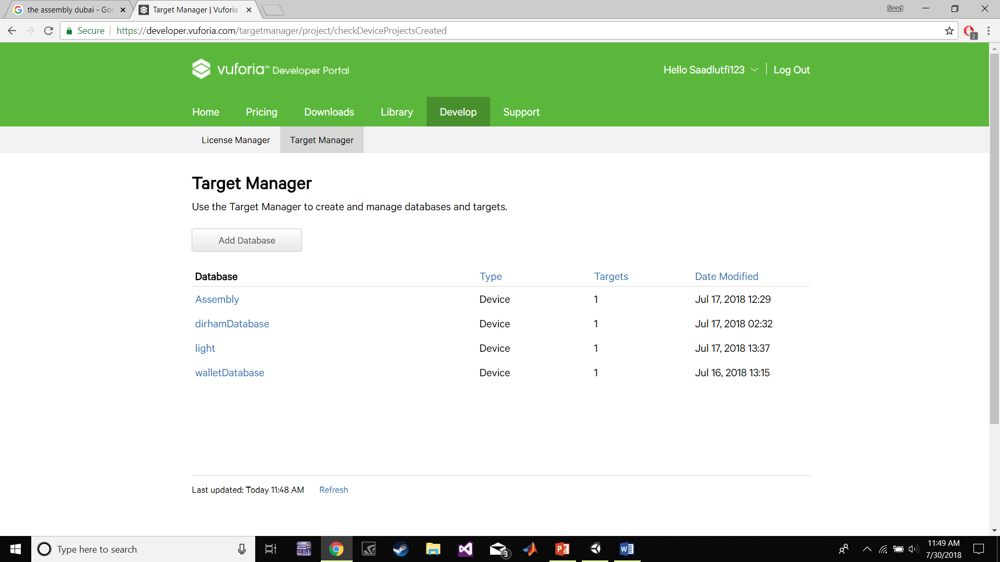 the assembly dubai - Goo
Target Manager | Vuforia
Saad
Secure
https://developer.vuforia.com/targetmanager/project/checkDeviceProjectsCreated
2
vuforia™ Developer Portal
Hello Saadlutfi123
Log Out
Home Pricing Downloads Library Develop Support
License Manager Target Manager
Target Manager
Use the Target Manager to create and manage databases and targets.
Add Database
Database Type Targets Date Modified
Assembly Device 1 Jul 17, 2018 12:29
dirhamDatabase Device 1 Jul 17, 2018 02:32
light Device 1 Jul 17, 2018 13:37
walletDatabase Device 1 Jul 16, 2018 13:15
Last updated: Today 11:48 AM Refresh
Type here to search
3
11:49 AM
7/30/2018